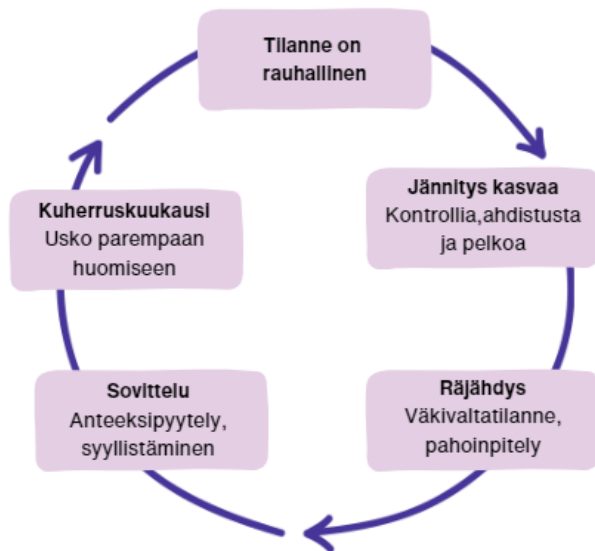 Tilanne on
rauhallinen
Jännitys kasvaa
Kontrollia,ahdistusta
ja pelkoa
Räjähdys
Väkivaltatilanne,
pahoinpitely
Sovittelu
Anteeksipyytely,
syyllistäminen
Kuherruskuukausi
Usko parempaan
huomiseen